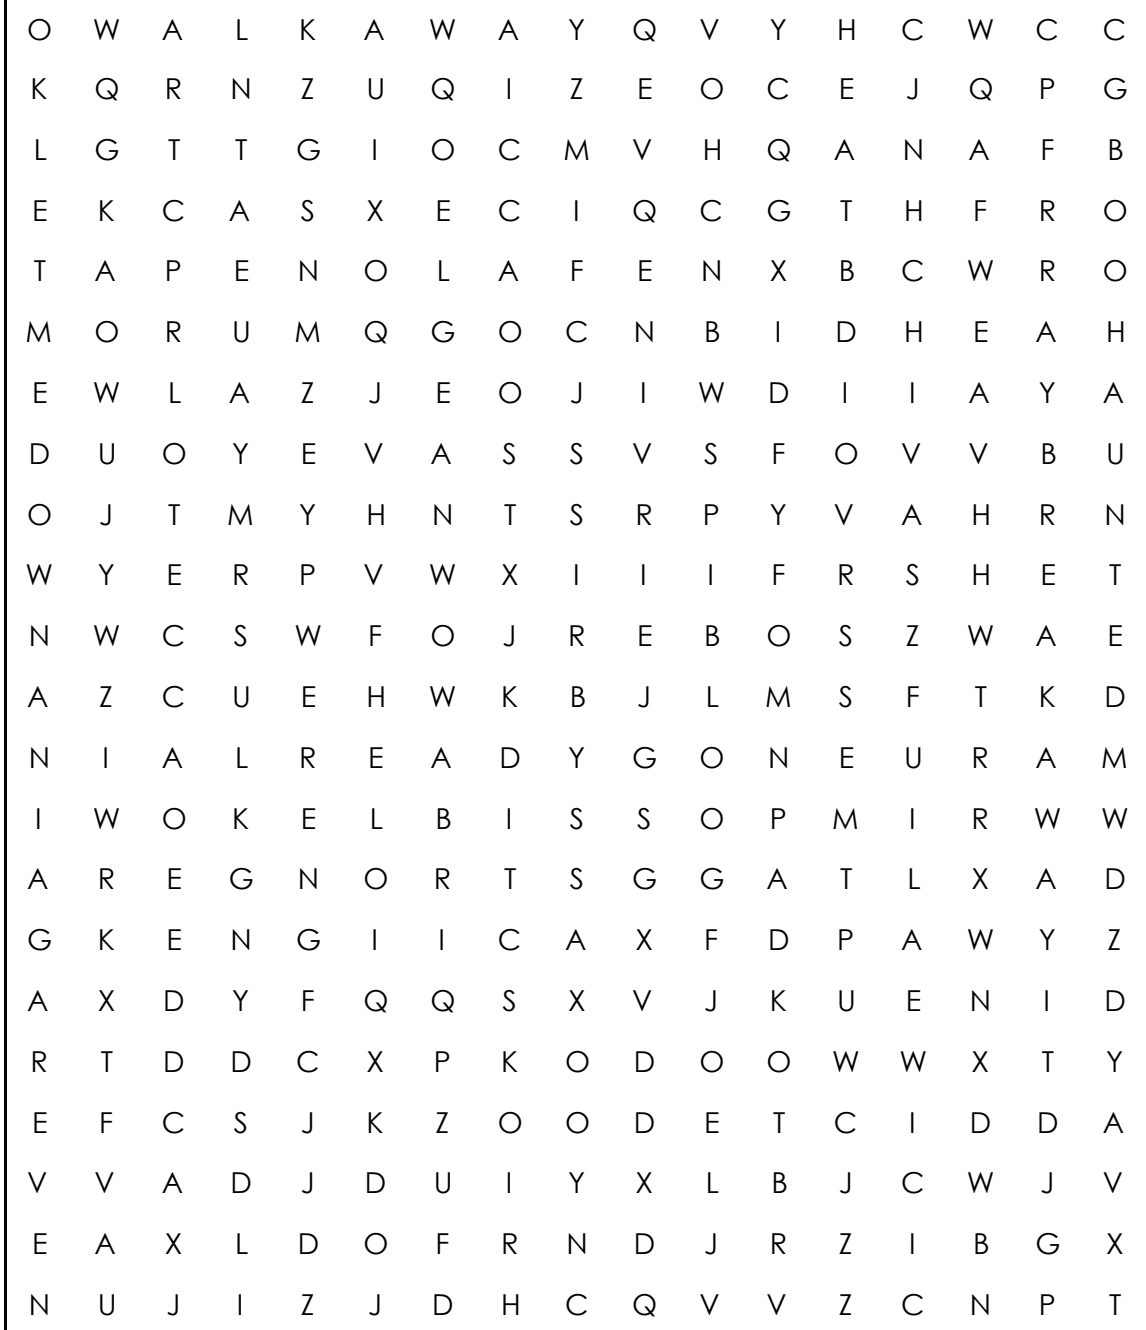 O W A L K A W A Y Q V Y H C W C C
K Q R N Z U Q I Z E O C E J Q P G
L G T T G I O C M V H Q A N A F B
E K C A S X E C I Q C G T H F R O
T A P E N O L A F E N X B C W R O
M O R U M Q G O C N B I D H E A H
E W L A Z J E O J I W D I I A Y A
D U O Y E V A S S V S F O V V B U
O J T M Y H N T S R P Y V A H R N
W Y E R P V W X I I I F R S H E T
N W C S W F O J R E B O S Z W A E
A Z C U E H W K B J L M S F T K D
N I A L R E A D Y G O N E U R A M
I W O K E L B I S S O P M I R W W
A R E G N O R T S G G A T L X A D
G K E N G I I C A X F D P A W Y Z
A X D Y F Q Q S X V J K U E N I D
R T D D C X P K O D O O W W X T Y
E F C S J K Z O O D E T C I D D A
V V A D J D U I Y X L B J C W J V
E A X L D O F R N D J R Z I B G X
N U J I Z J D H C Q V V Z C N P T